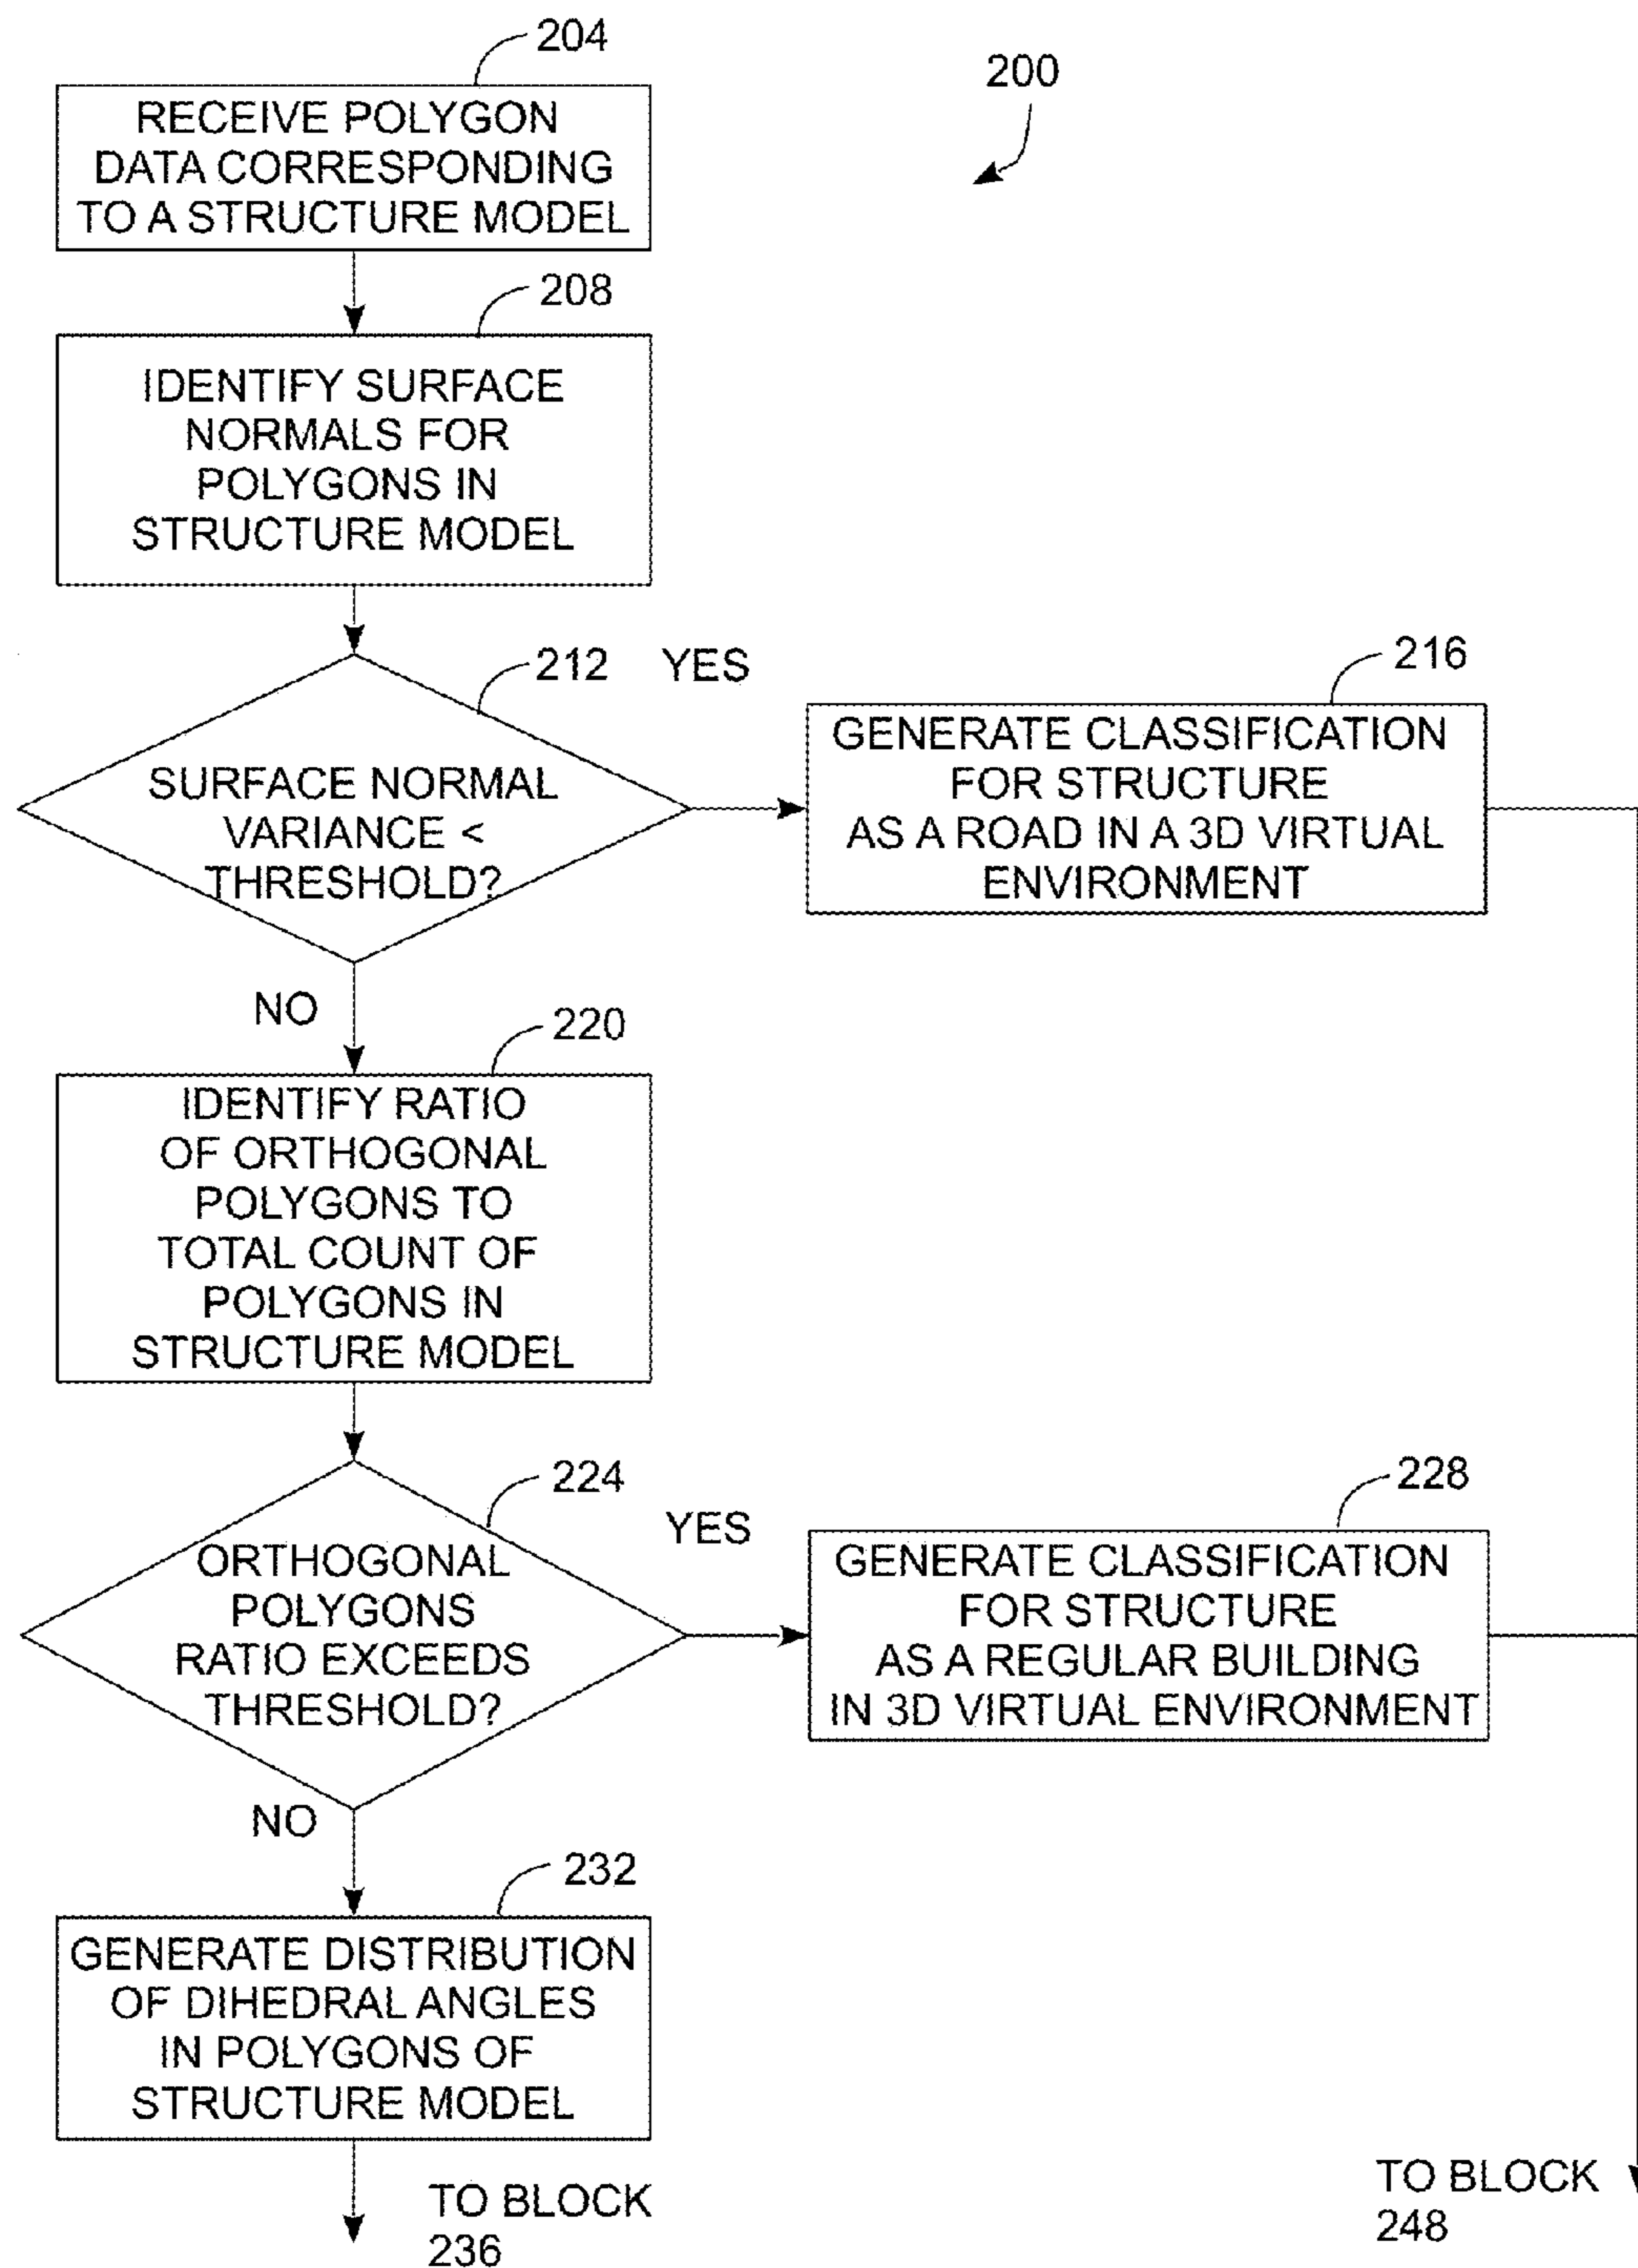 204
200
RECEIVE POLYGON
DATA CORRESPONDING
TO A STRUCTURE MODEL
208
IDENTIFY SURFACE
NORMALS FOR
POLYGONS IN
STRUCTURE MODEL
212
YES
216
SURFACE NORMAL
VARIANCE <
THRESHOLD?
GENERATE CLASSIFICATION
FOR STRUCTURE
AS A ROAD IN A 3D VIRTUAL
ENVIRONMENT
NO
220
IDENTIFY RATIO
OF ORTHOGONAL
POLYGONS TO
TOTAL COUNT OF
POLYGONS IN
STRUCTURE MODEL
224
YES
228
ORTHOGONAL
POLYGONS
RATIO EXCEEDS
THRESHOLD?
GENERATE CLASSIFICATION
FOR STRUCTURE
AS A REGULAR BUILDING
IN 3D VIRTUAL ENVIRONMENT
NO
232
GENERATE DISTRIBUTION
OF DIHEDRAL ANGLES
IN POLYGONS OF
STRUCTURE MODEL
TO BLOCK
236
TO BLOCK
248